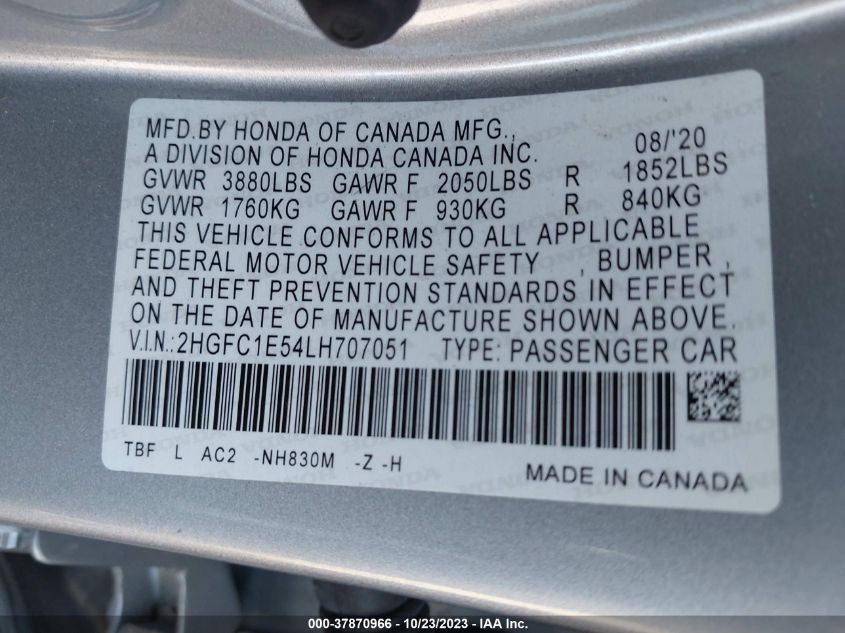 MFD.BY HONDA OF CANADA MFG., 08/'20
A DIVISION OF HONDA CANADA INC.
GVWR 3880LBS GAWR F 2050LBS R 1852LBS
GVWR 1760KG GAWR F 930KG R 840KG
THIS VEHICLE CONFORMS TO ALL APPLICABLE
FEDERAL MOTOR VEHICLE SAFETY , BUMPER ,
AND THEFT PREVENTION STANDARDS IN EFFECT
ON THE DATE OF MANUFACTURE SHOWN ABOVE.
V.I.N.:2HGFC1E54LH707051 TYPE: PASSENGER CAR
TBF L AC2 -NH830M -Z -H
MADE IN CANADA
000-37870966 - 10/23/2023 - IAA Inc.